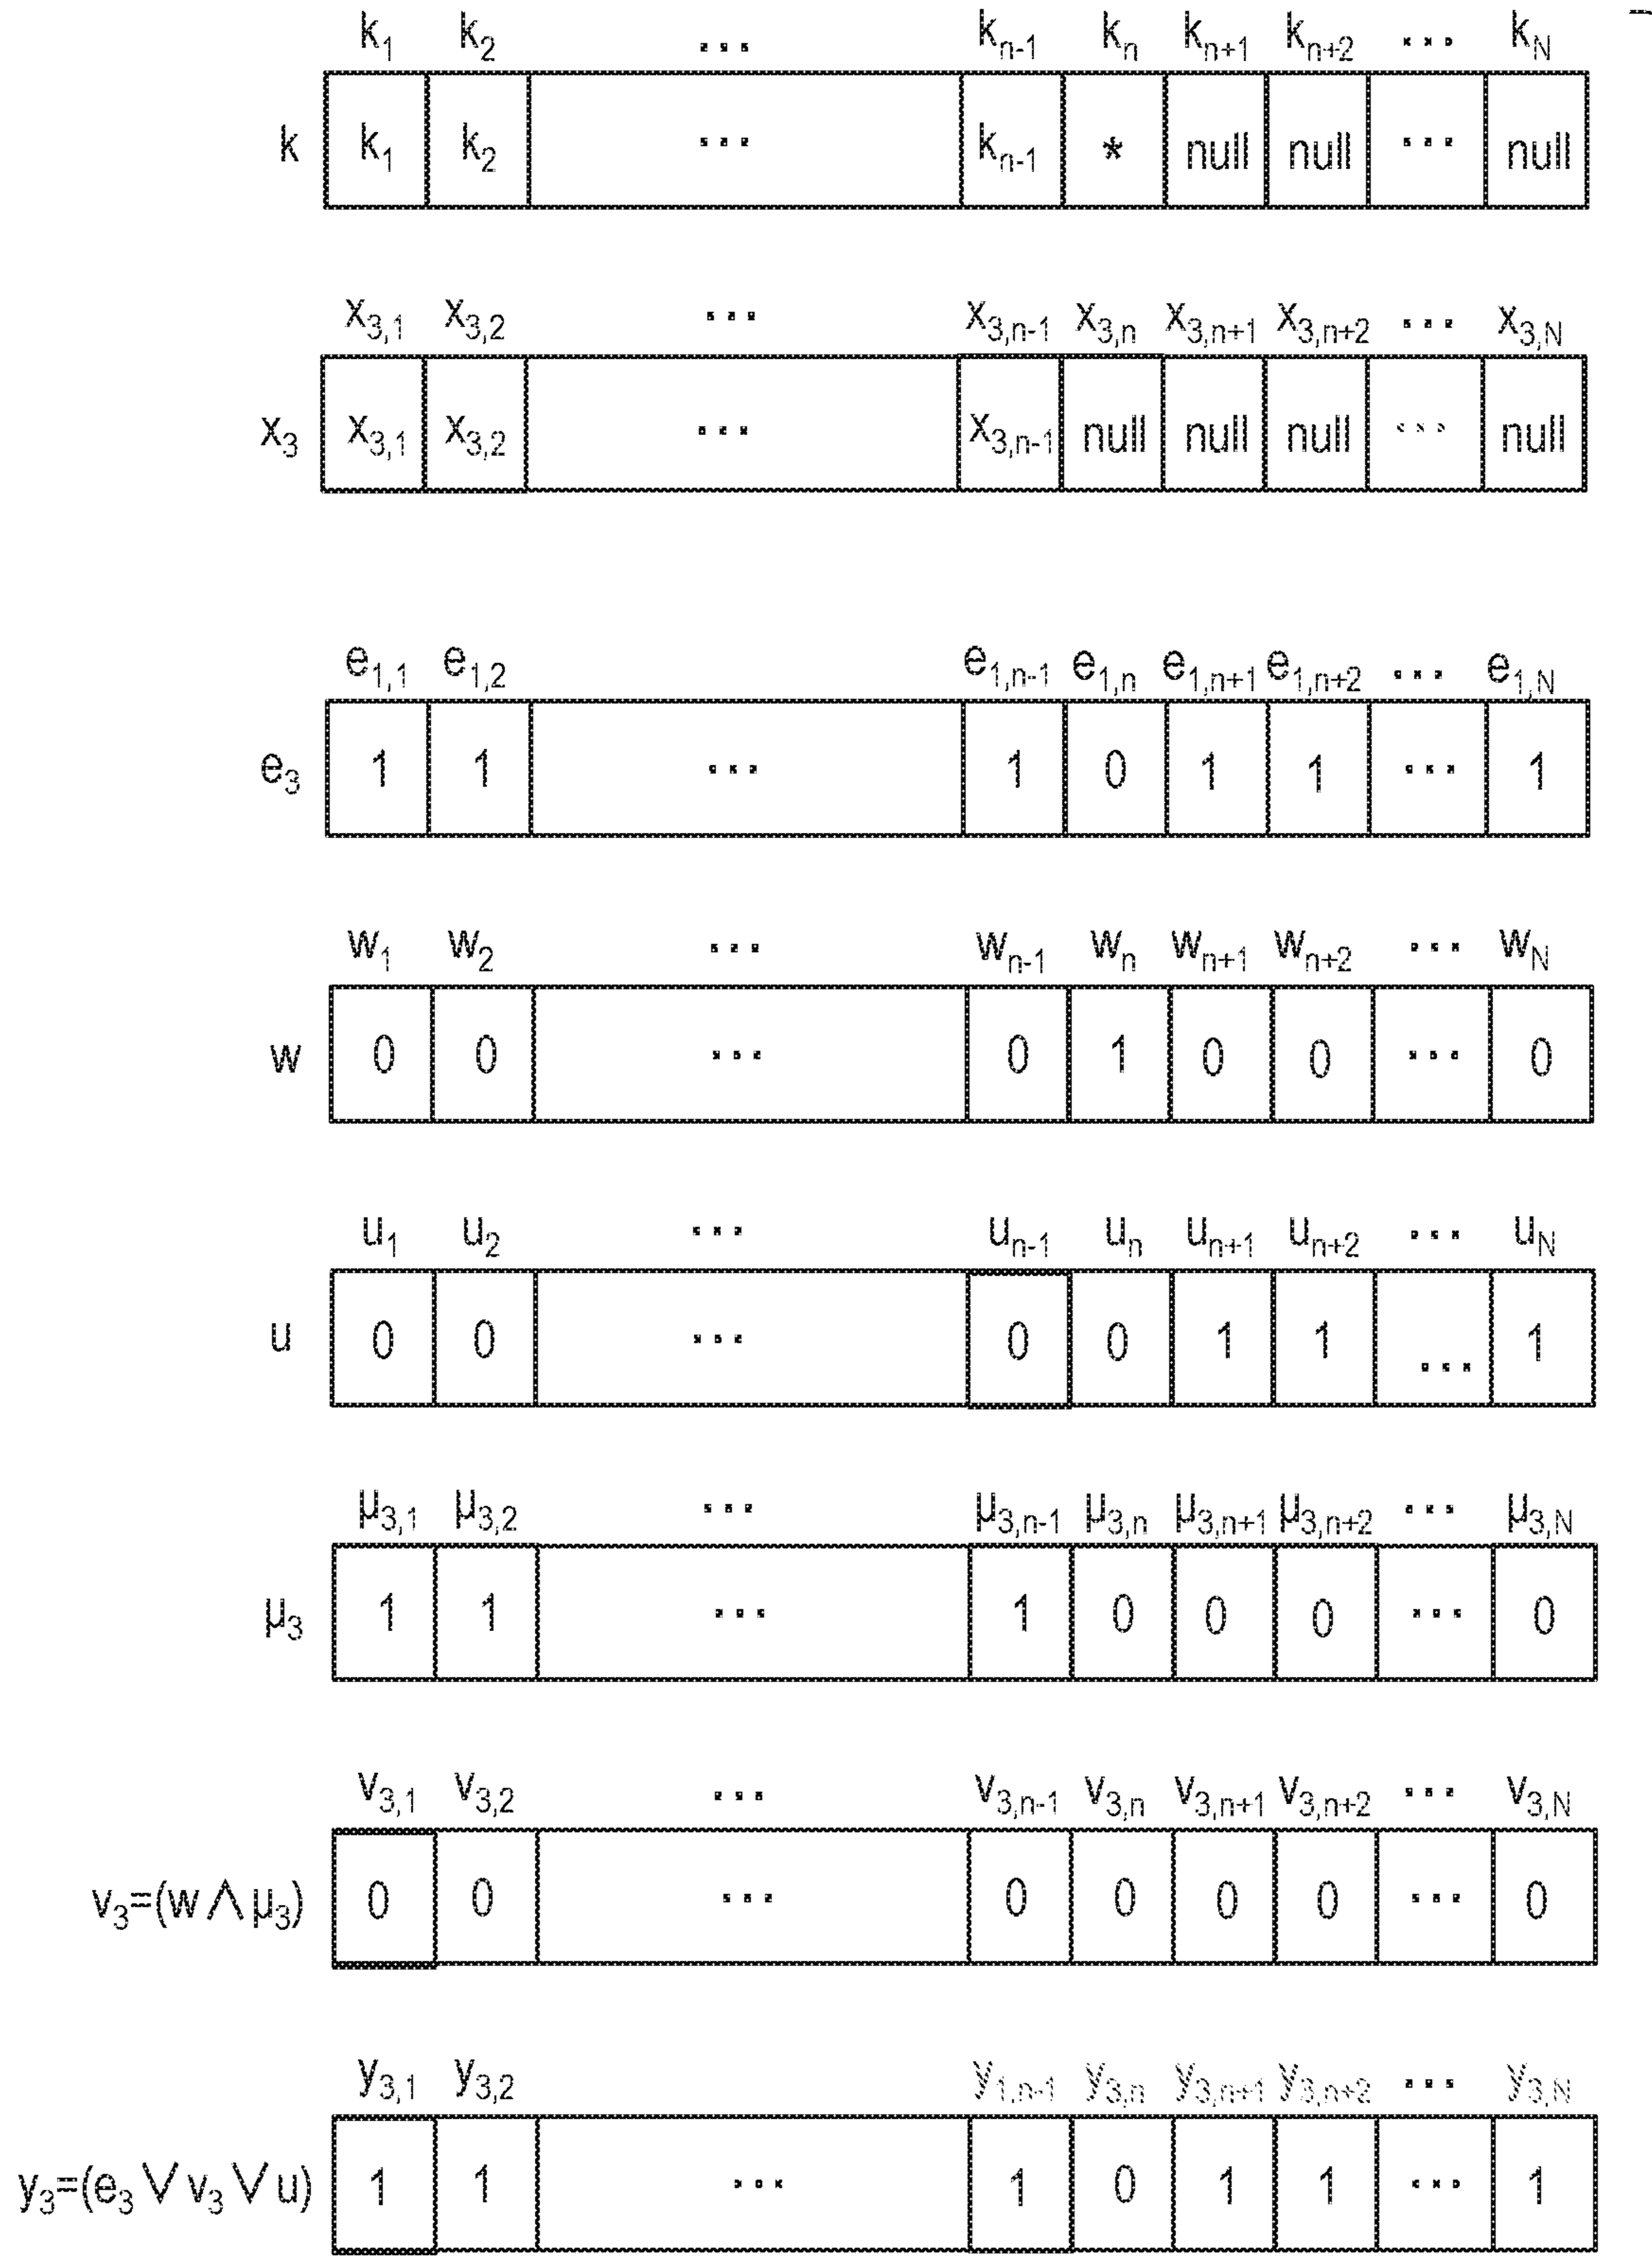 k₁ k₂ ... kₙ₋₁ kₙ kₙ₊₁ kₙ₊₂ ... k_N
k k₁ k₂ ... kₙ₋₁ * null null ... null
x₃,₁ x₃,₂ ... x₃,ₙ₋₁ x₃,ₙ x₃,ₙ₊₁ x₃,ₙ₊₂ ... x₃,_N
x₃ x₃,₁ x₃,₂ ... x₃,ₙ₋₁ null null null ... null
e₁,₁ e₁,₂ e₁,ₙ₋₁ e₁,ₙ e₁,ₙ₊₁ e₁,ₙ₊₂ ... e₁,_N
e₃ 1 1 ... 1 0 1 1 ... 1
w₁ w₂ ... wₙ₋₁ wₙ wₙ₊₁ wₙ₊₂ ... w_N
w 0 0 ... 0 1 0 0 ... 0
u₁ u₂ ... uₙ₋₁ uₙ uₙ₊₁ uₙ₊₂ ... u_N
u 0 0 ... 0 0 1 1 ... 1
μ₃,₁ μ₃,₂ ... μ₃,ₙ₋₁ μ₃,ₙ μ₃,ₙ₊₁ μ₃,ₙ₊₂ ... μ₃,_N
μ₃ 1 1 ... 1 0 0 0 ... 0
v₃,₁ v₃,₂ ... v₃,ₙ₋₁ v₃,ₙ v₃,ₙ₊₁ v₃,ₙ₊₂ ... v₃,_N
v₃=(w∧μ₃) 0 0 ... 0 0 0 0 ... 0
y₃,₁ y₃,₂ y₁,ₙ₋₁ y₃,ₙ y₃,ₙ₊₁ y₃,ₙ₊₂ ... y₃,_N
y₃=(e₃∨v₃∨u) 1 1 ... 1 0 1 1 ... 1